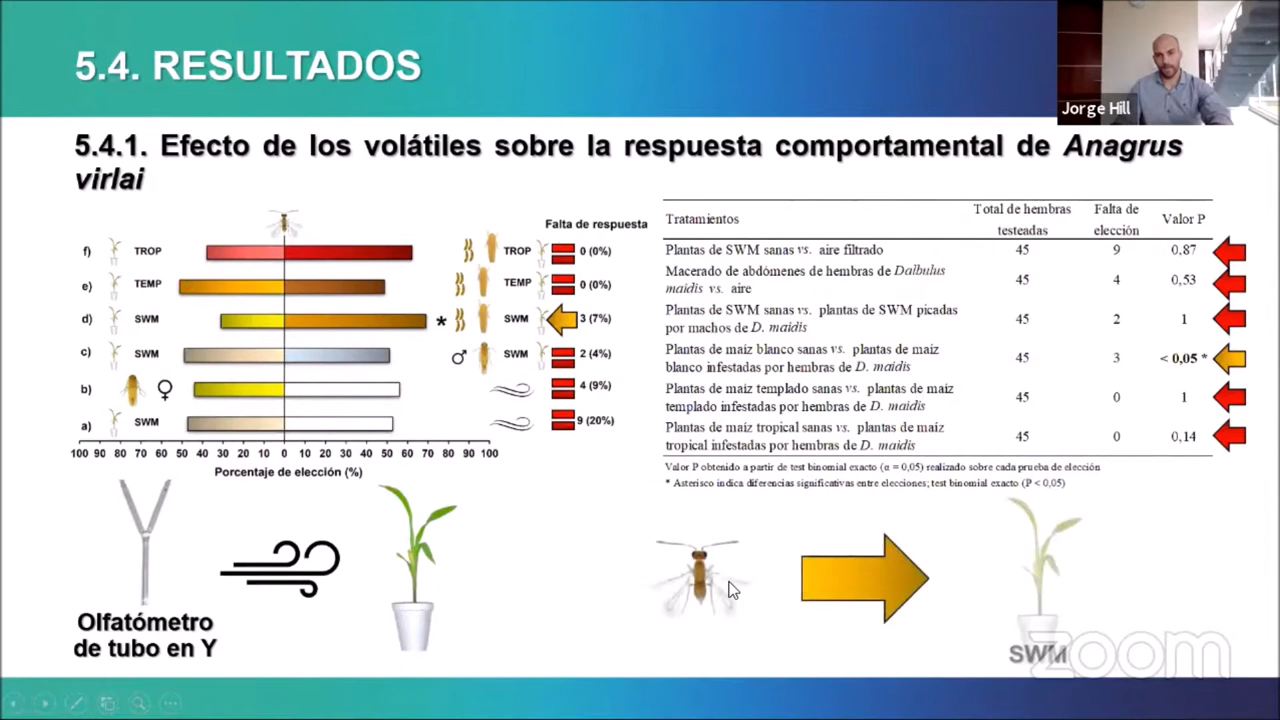 5.4. RESULTADOS
Jorge Hill
5.4.1. Efecto de los volátiles sobre la respuesta comportamental de Anagrus
virlai
Falta de respuesta
f) TROP TROP 0 (0%)
e) TEMP TEMP 0 (0%)
d) SWM * SWM 3 (7%)
c) SWM ♂ SWM 2 (4%)
b) ♀ 4 (9%)
a) SWM 9 (20%)
100 90 80 70 60 50 40 30 20 10 0 10 20 30 40 50 60 70 80 90 100
Porcentaje de elección (%)
Tratamientos Total de hembras testeadas Falta de elección Valor P
Plantas de SWM sanas vs. aire filtrado 45 9 0,87
Macerado de abdómenes de hembras de Dalbulus
maidis vs. aire 45 4 0,53
Plantas de SWM sanas vs. plantas de SWM picadas
por machos de D. maidis 45 2 1
Plantas de maíz blanco sanas vs. plantas de maíz
blanco infestadas por hembras de D. maidis 45 3 < 0,05 *
Plantas de maíz templado sanas vs. plantas de maíz
templado infestadas por hembras de D. maidis 45 0 1
Plantas de maíz tropical sanas vs. plantas de maíz
tropical infestadas por hembras de D. maidis 45 0 0,14
Valor P obtenido a partir de test binomial exacto (α = 0,05) realizado sobre cada prueba de elección
* Asterisco indica diferencias significativas entre elecciones; test binomial exacto (P < 0,05)
Olfatómetro
de tubo en Y
SWM
zoom